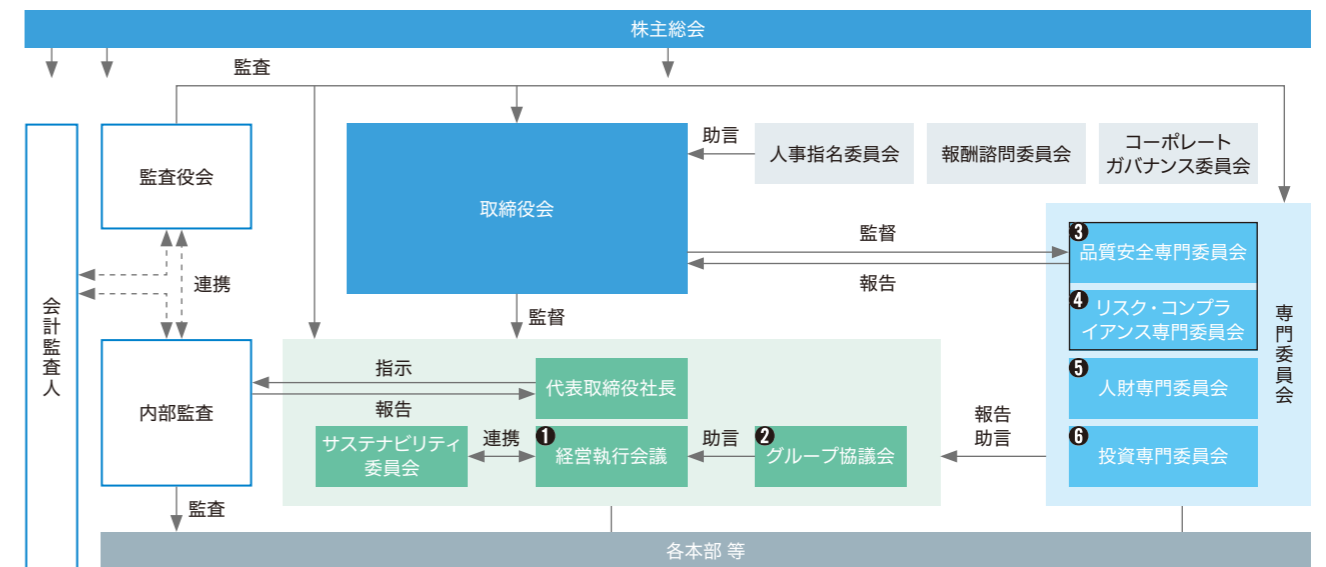 株主総会
監査
監査役会
取締役会
助言
人事指名委員会
報酬諮問委員会
コーポレート
ガバナンス委員会
監督
報告
❸
品質安全専門委員会
❹
リスク・コンプラ
イアンス専門委員会
❺
人財専門委員会
❻
投資専門委員会
専門委員会
連携
会計監査人
監督
内部監査
指示
報告
代表取締役社長
サステナビリティ
委員会
連携
❶
経営執行会議
助言
❷
グループ協議会
報告
助言
監査
各本部 等